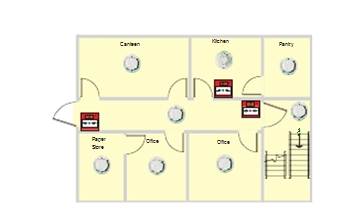 Canteen
Kitchen
Pantry
Paper
Store
Office
Office